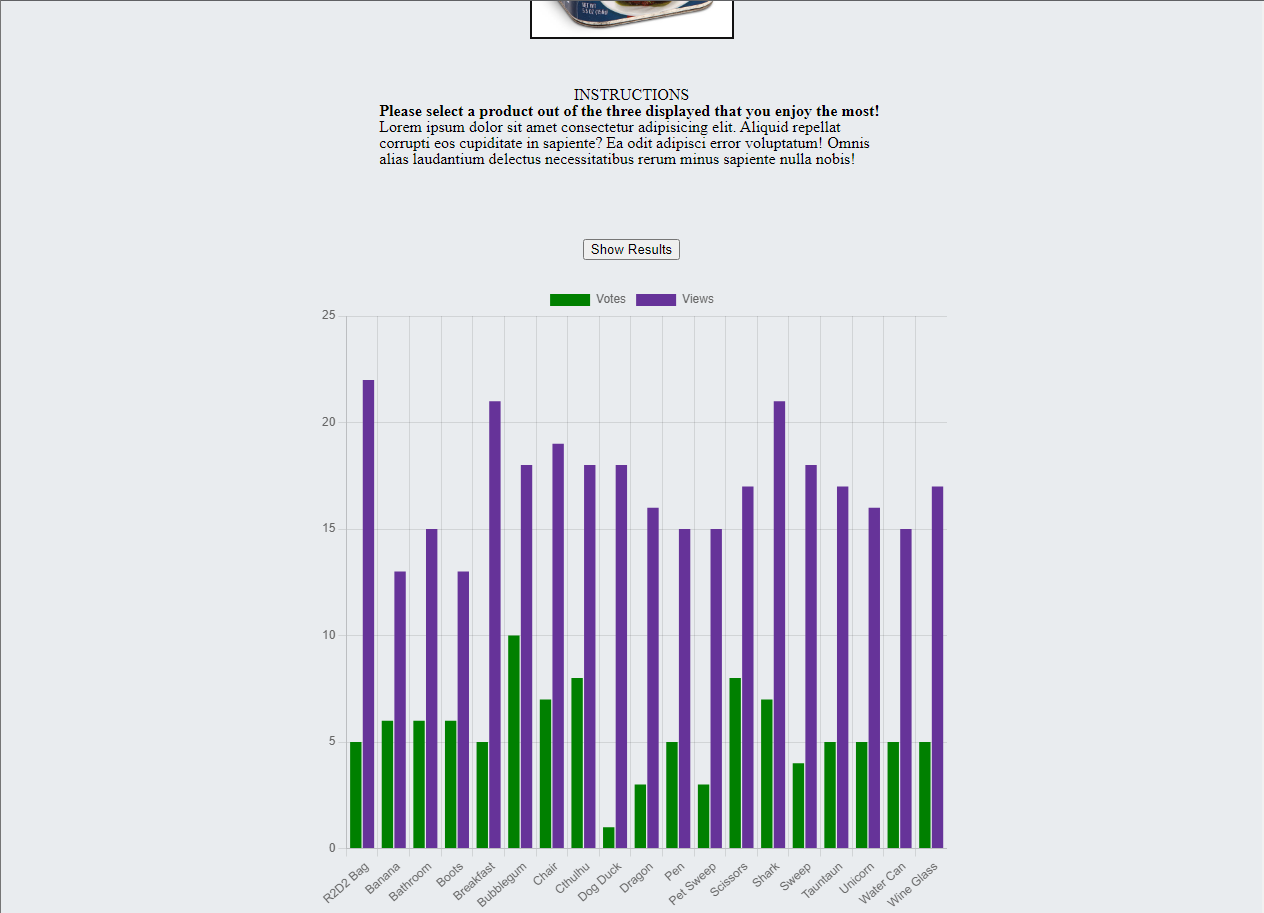 NET WT
INSTRUCTIONS
Please select a product out of the three displayed that you enjoy the most!
Lorem ipsum dolor sit amet consectetur adipisicing elit. Aliquid repellat
corrupti eos cupiditate in sapiente? Ea odit adipisci error voluptatum! Omnis
alias laudantium delectus necessitatibus rerum minus sapiente nulla nobis!
Show Results
Votes Views
25
20
15
10
5
0
R2D2 Bag
Banana
Bathroom
Boots
Breakfast
Bubblegum
Chair
Cthulhu
Dog Duck
Dragon
Pen
Pet Sweep
Scissors
Shark
Sweep
Tauntaun
Unicorn
Water Can
Wine Glass